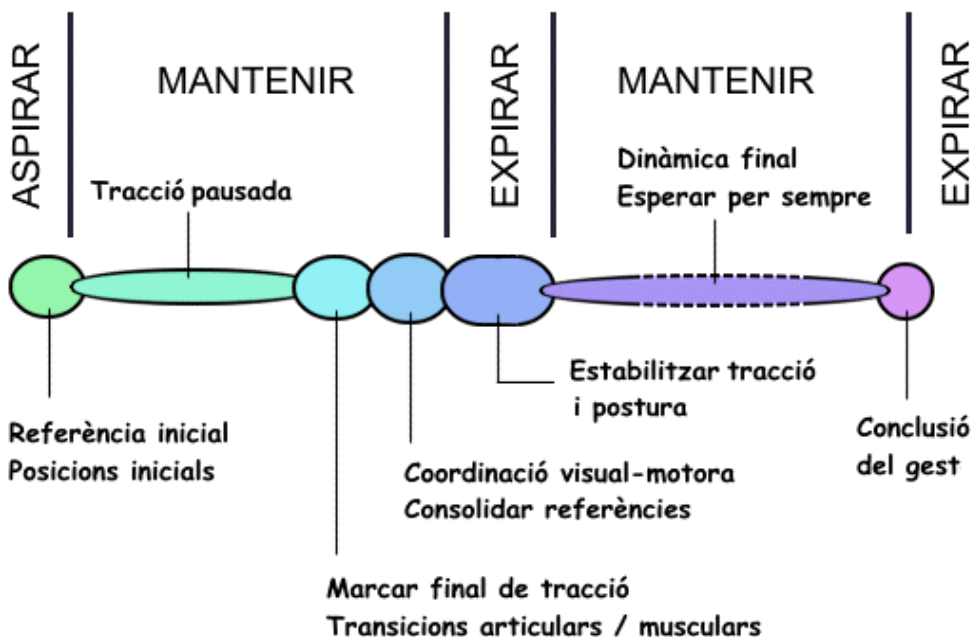 ASPIRAR
MANTENIR
EXPIRAR
MANTENIR
EXPIRAR
Tracció pausada
Dinàmica final
Esperar per sempre
Estabilitzar tracció
i postura
Referència inicial
Posicions inicials
Conclusió
del gest
Coordinació visual-motora
Consolidar referències
Marcar final de tracció
Transicions articulars / musculars